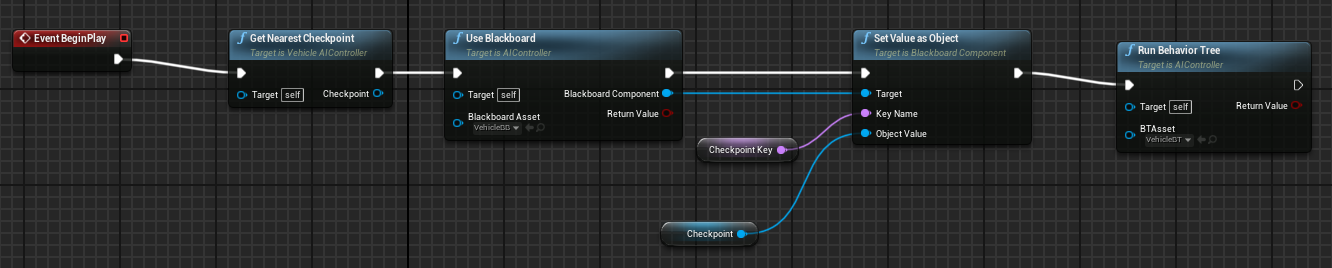 Event BeginPlay
Get Nearest Checkpoint
Target is Vehicle AIController
Target self
Checkpoint
Use Blackboard
Target is AIController
Target self
Blackboard Component
Blackboard Asset
VehicleBB
Return Value
Checkpoint Key
Checkpoint
Set Value as Object
Target is Blackboard Component
Target
Key Name
Object Value
Run Behavior Tree
Target is AIController
Target self
Return Value
BTAsset
VehicleBT